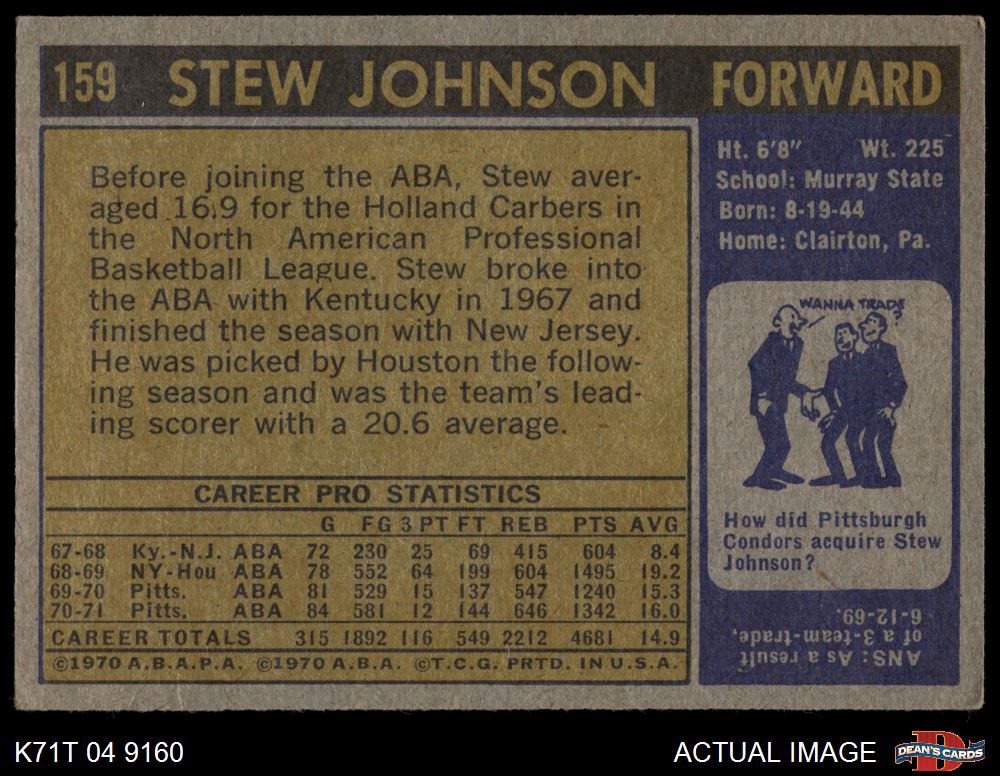 159 STEW JOHNSON FORWARD
Before joining the ABA, Stew aver-
aged 16.9 for the Holland Carbers in
the North American Professional
Basketball League. Stew broke into
the ABA with Kentucky in 1967 and
finished the season with New Jersey.
He was picked by Houston the follow-
ing season and was the team's lead-
ing scorer with a 20.6 average.
CAREER PRO STATISTICS
G FG 3 PT FT REB PTS AVG
67-68 Ky.-N.J. ABA 72 230 25 69 415 604 8.4
68-69 NY-Hou ABA 78 552 64 199 604 1495 19.2
69-70 Pitts. ABA 81 529 15 137 547 1240 15.3
70-71 Pitts. ABA 84 581 12 144 646 1342 16.0
CAREER TOTALS 315 1892 116 549 2212 4681 14.9
©1970 A.B.A.P.A. ©1970 A.B.A. ©T.C.G. PRTD. IN U.S.A.
Ht. 6'8" Wt. 225
School: Murray State
Born: 8-19-44
Home: Clairton, Pa.
WANNA TRADE?
How did Pittsburgh
Condors acquire Stew
Johnson?
ANS: As a result
of a 3-team-trade,
6-12-69.
K71T 04 9160
ACTUAL IMAGE
D
DEAN'S CARDS